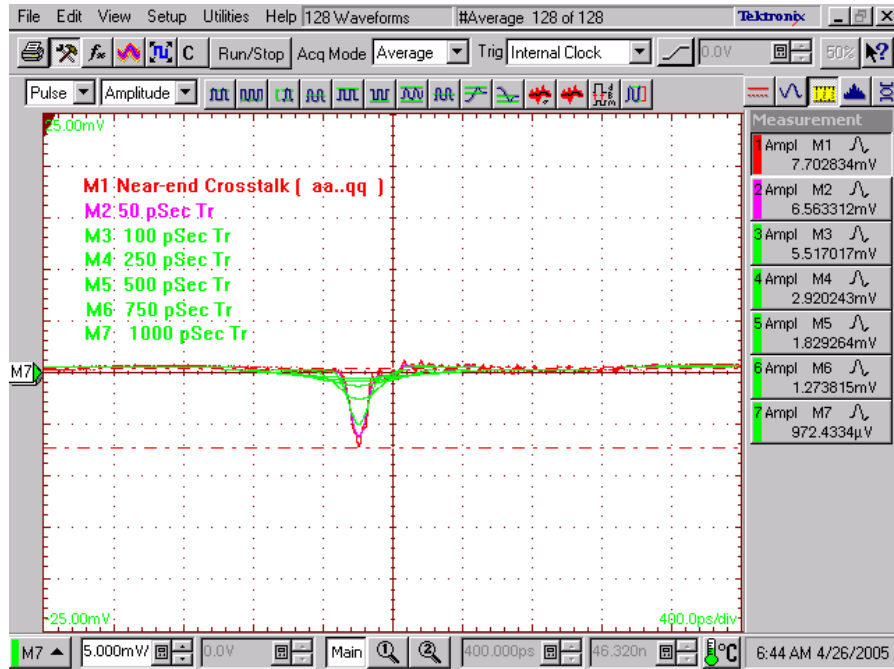 File Edit View Setup Utilities Help 128 Waveforms #Average 128 of 128 Tektronix
C Run/Stop Acq Mode Average Trig Internal Clock 0.0V 50%
Pulse Amplitude
25.00mV
M1 Near-end Crosstalk ( aa..qq )
M2 50 pSec Tr
M3 100 pSec Tr
M4 250 pSec Tr
M5 500 pSec Tr
M6 750 pSec Tr
M7 1000 pSec Tr
M7
-25.00mV
400.0ps/div
Measurement
1 Ampl M1
7.702834mV
2 Ampl M2
6.563312mV
3 Ampl M3
5.517017mV
4 Ampl M4
2.920243mV
5 Ampl M5
1.829264mV
6 Ampl M6
1.273815mV
7 Ampl M7
972.4334µV
M7 5.000mV/ 0.0V Main 1 2 400.000ps 46.320n °C 6:44 AM 4/26/2005